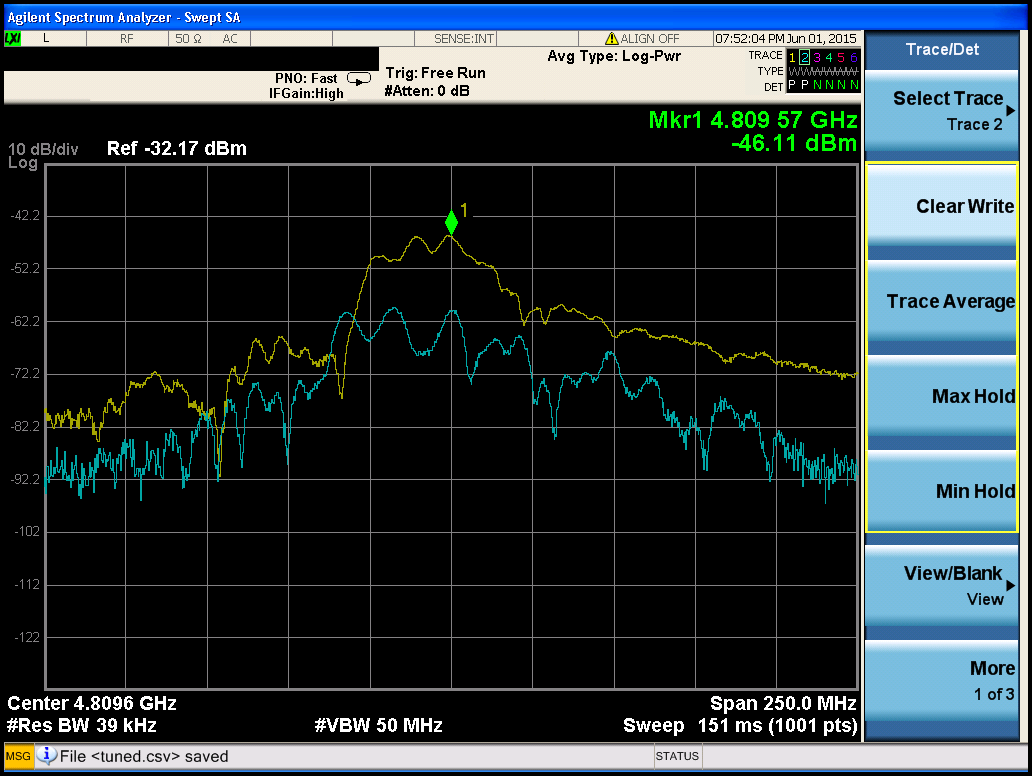 Agilent Spectrum Analyzer - Swept SA
LXI L RF 50 Ω AC SENSE:INT ALIGN OFF 07:52:04 PM Jun 01, 2015
PNO: Fast
IFGain:High
Trig: Free Run
#Atten: 0 dB
Avg Type: Log-Pwr
TRACE 1 2 3 4 5 6
TYPE WWWWWW
DET P P N N N N
Mkr1 4.809 57 GHz
-46.11 dBm
10 dB/div Ref -32.17 dBm
Log
1
-42.2
-52.2
-62.2
-72.2
-82.2
-92.2
-102
-112
-122
Center 4.8096 GHz Span 250.0 MHz
#Res BW 39 kHz #VBW 50 MHz Sweep 151 ms (1001 pts)
MSG File <tuned.csv> saved STATUS
Trace/Det
Select Trace
Trace 2
Clear Write
Trace Average
Max Hold
Min Hold
View/Blank
View
More
1 of 3